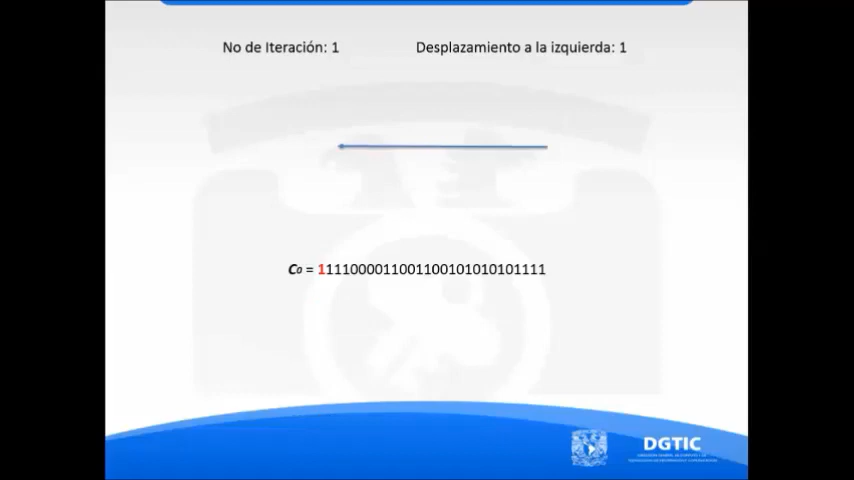 No de Iteración: 1
Desplazamiento a la izquierda: 1
C0 = 1111000011001100101010101111
DGTIC